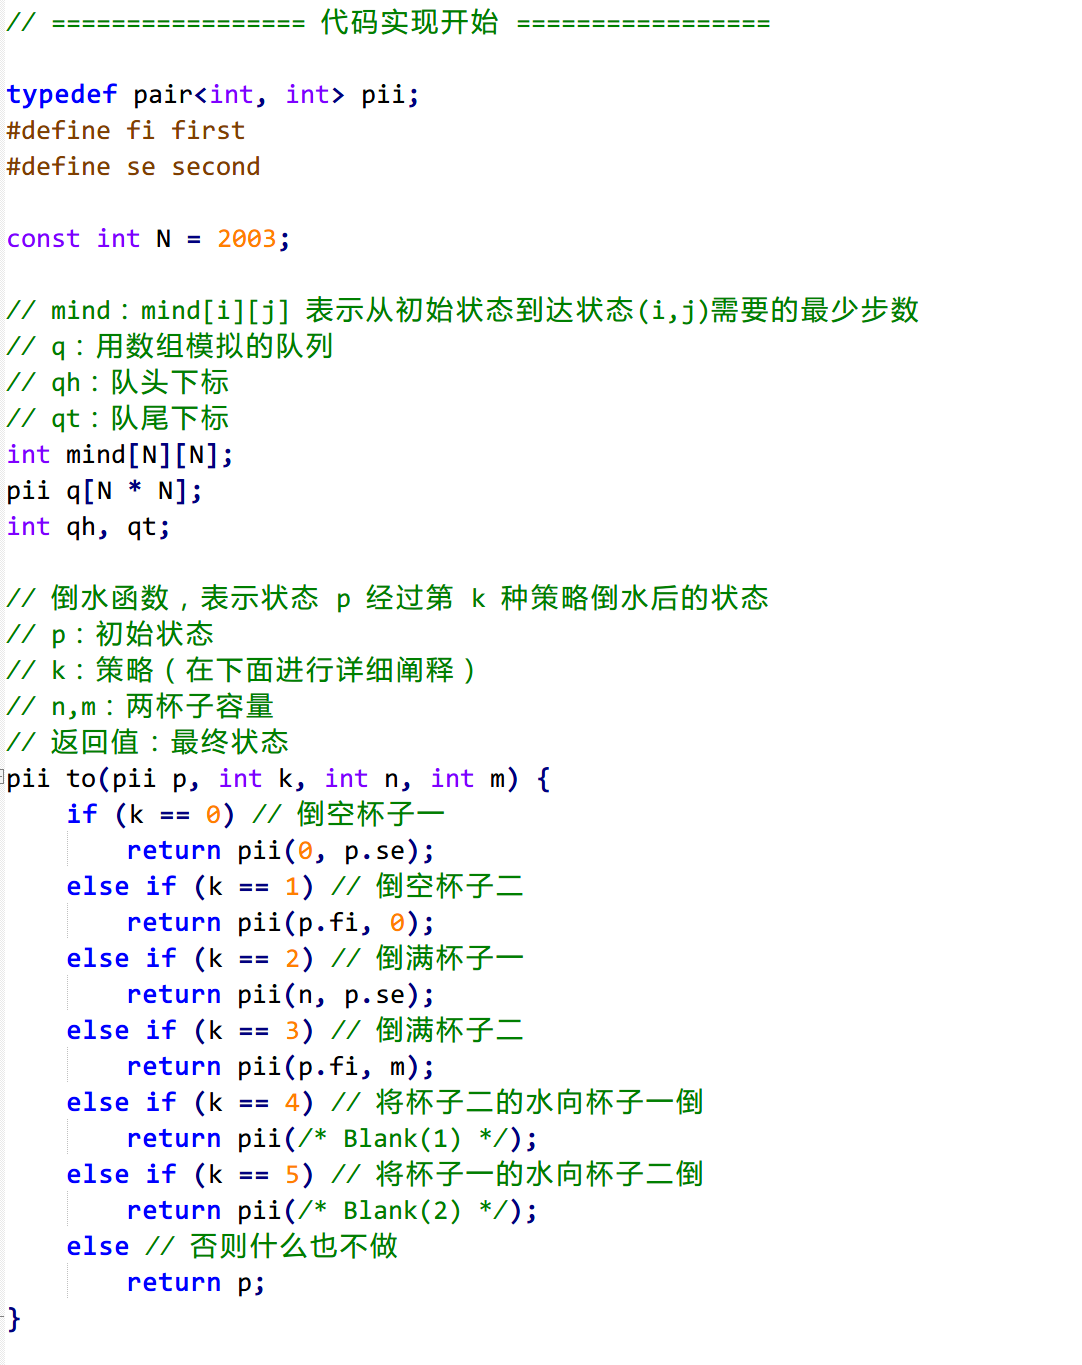 // ================= 代码实现开始 =================
typedef pair<int, int> pii;
#define fi first
#define se second
const int N = 2003;
// mind：mind[i][j] 表示从初始状态到达状态(i,j)需要的最少步数
// q：用数组模拟的队列
// qh：队头下标
// qt：队尾下标
int mind[N][N];
pii q[N * N];
int qh, qt;
// 倒水函数，表示状态 p 经过第 k 种策略倒水后的状态
// p：初始状态
// k：策略（在下面进行详细阐释）
// n,m：两杯子容量
// 返回值：最终状态
pii to(pii p, int k, int n, int m) {
    if (k == 0) // 倒空杯子一
        return pii(0, p.se);
    else if (k == 1) // 倒空杯子二
        return pii(p.fi, 0);
    else if (k == 2) // 倒满杯子一
        return pii(n, p.se);
    else if (k == 3) // 倒满杯子二
        return pii(p.fi, m);
    else if (k == 4) // 将杯子二的水向杯子一倒
        return pii(/* Blank(1) */);
    else if (k == 5) // 将杯子一的水向杯子二倒
        return pii(/* Blank(2) */);
    else // 否则什么也不做
        return p;
}